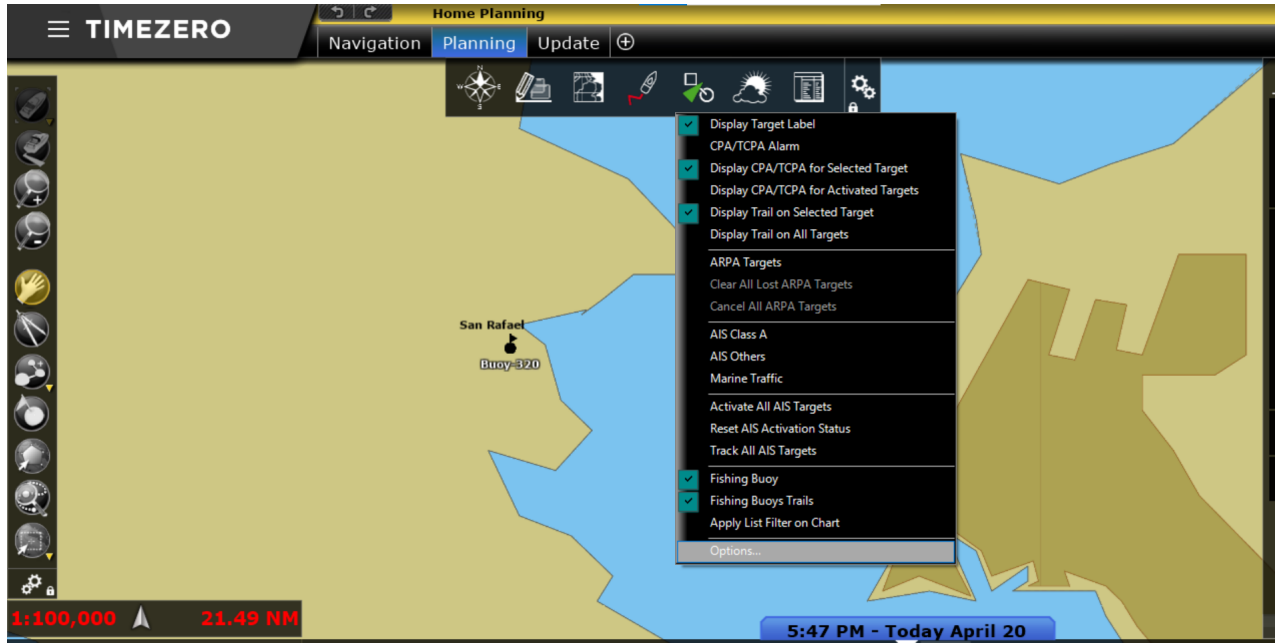 Home Planning
TIMEZERO
Navigation Planning Update
N
W E
S
Display Target Label
CPA/TCPA Alarm
Display CPA/TCPA for Selected Target
Display CPA/TCPA for Activated Targets
Display Trail on Selected Target
Display Trail on All Targets
ARPA Targets
Clear All Lost ARPA Targets
Cancel All ARPA Targets
AIS Class A
AIS Others
Marine Traffic
Activate All AIS Targets
Reset AIS Activation Status
Track All AIS Targets
Fishing Buoy
Fishing Buoys Trails
Apply List Filter on Chart
Options...
San Rafael
Buoy-320
1:100,000 21.49 NM
5:47 PM - Today April 20